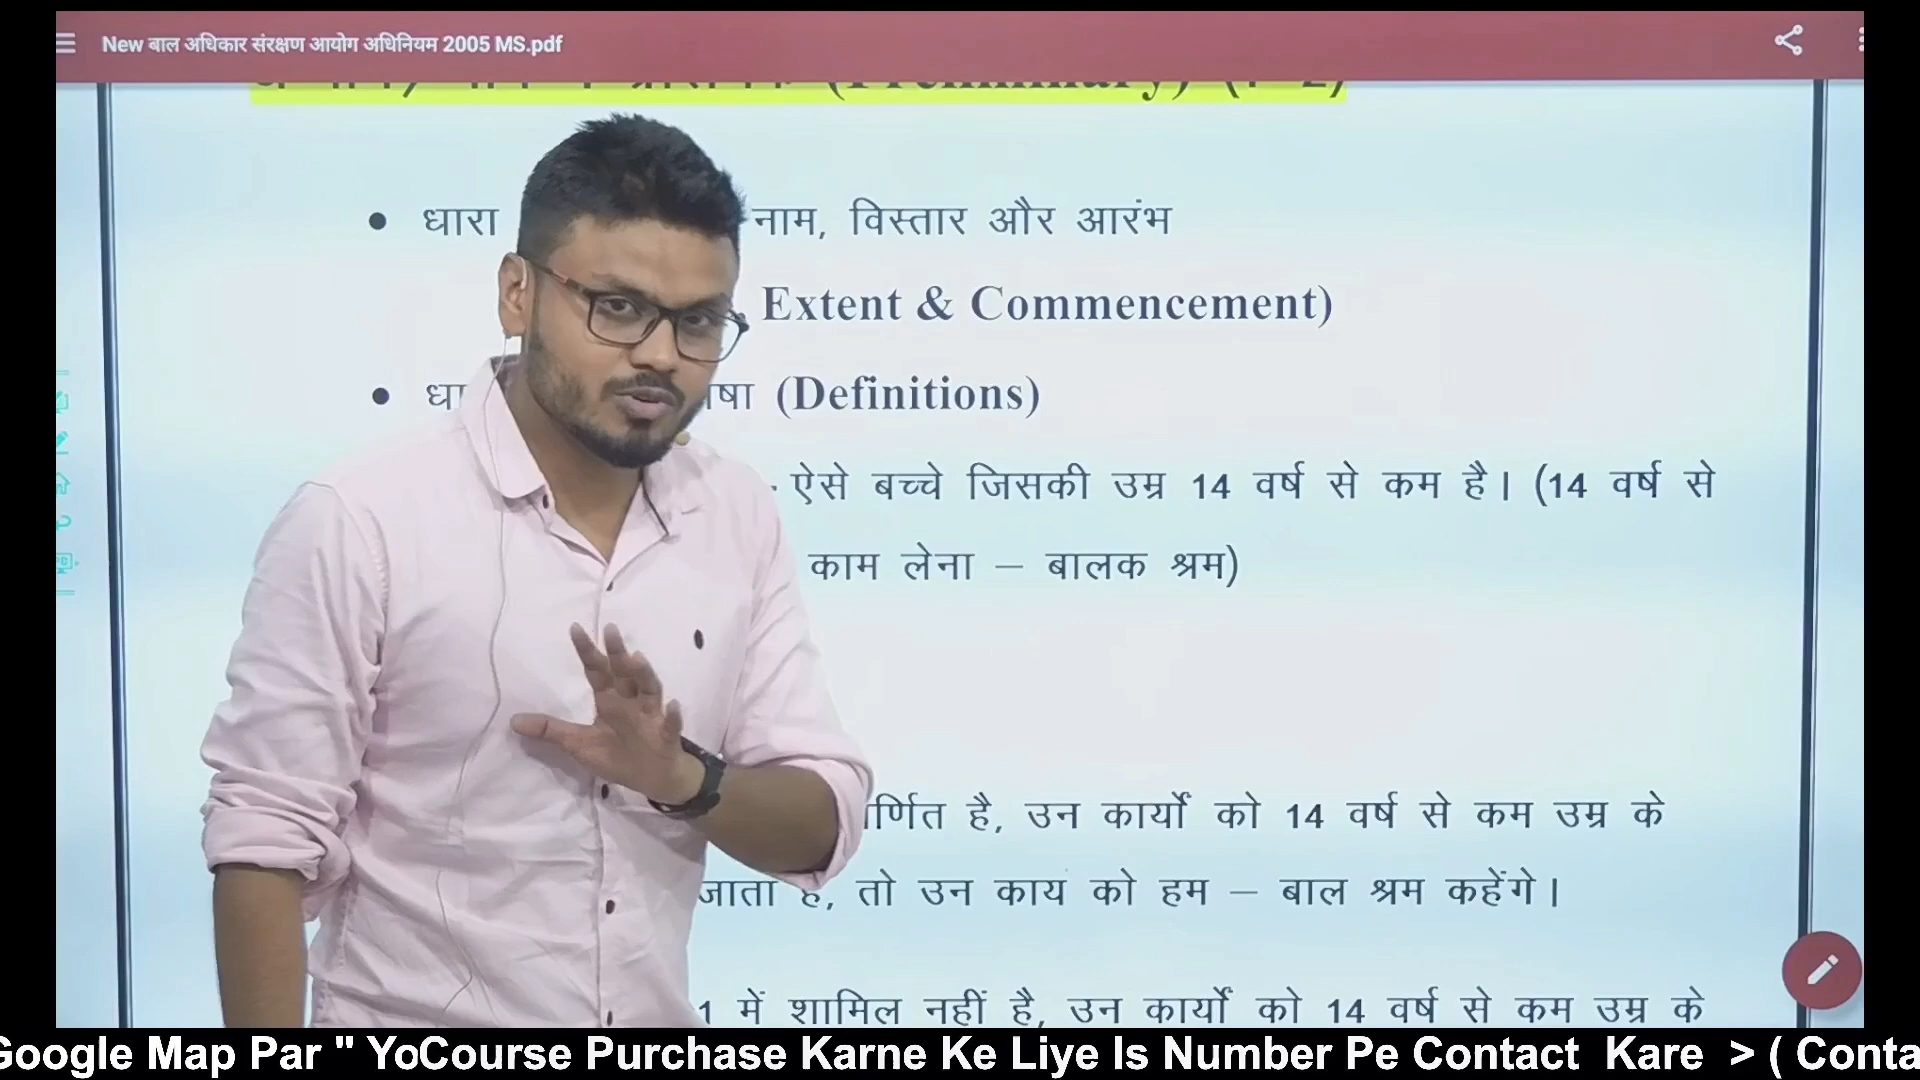 New बाल अधिकार संरक्षण आयोग अधिनियम 2005 MS.pdf
(Preliminary)
• धारा नाम, विस्तार और आरंभ
Extent & Commencement)
• (Definitions)
ऐसे बच्चे जिसकी उम्र 14 वर्ष से कम है। (14 वर्ष से
काम लेना – बालक श्रम)
है, उन कार्यों को 14 वर्ष से कम उम्र के
जाता है, तो उन कार्य को हम – बाल श्रम कहेंगे।
1 में शामिल नहीं है, उन कार्यों को 14 वर्ष से कम उम्र के
Google Map Par " YoCourse Purchase Karne Ke Liye Is Number Pe Contact Kare > ( Conta